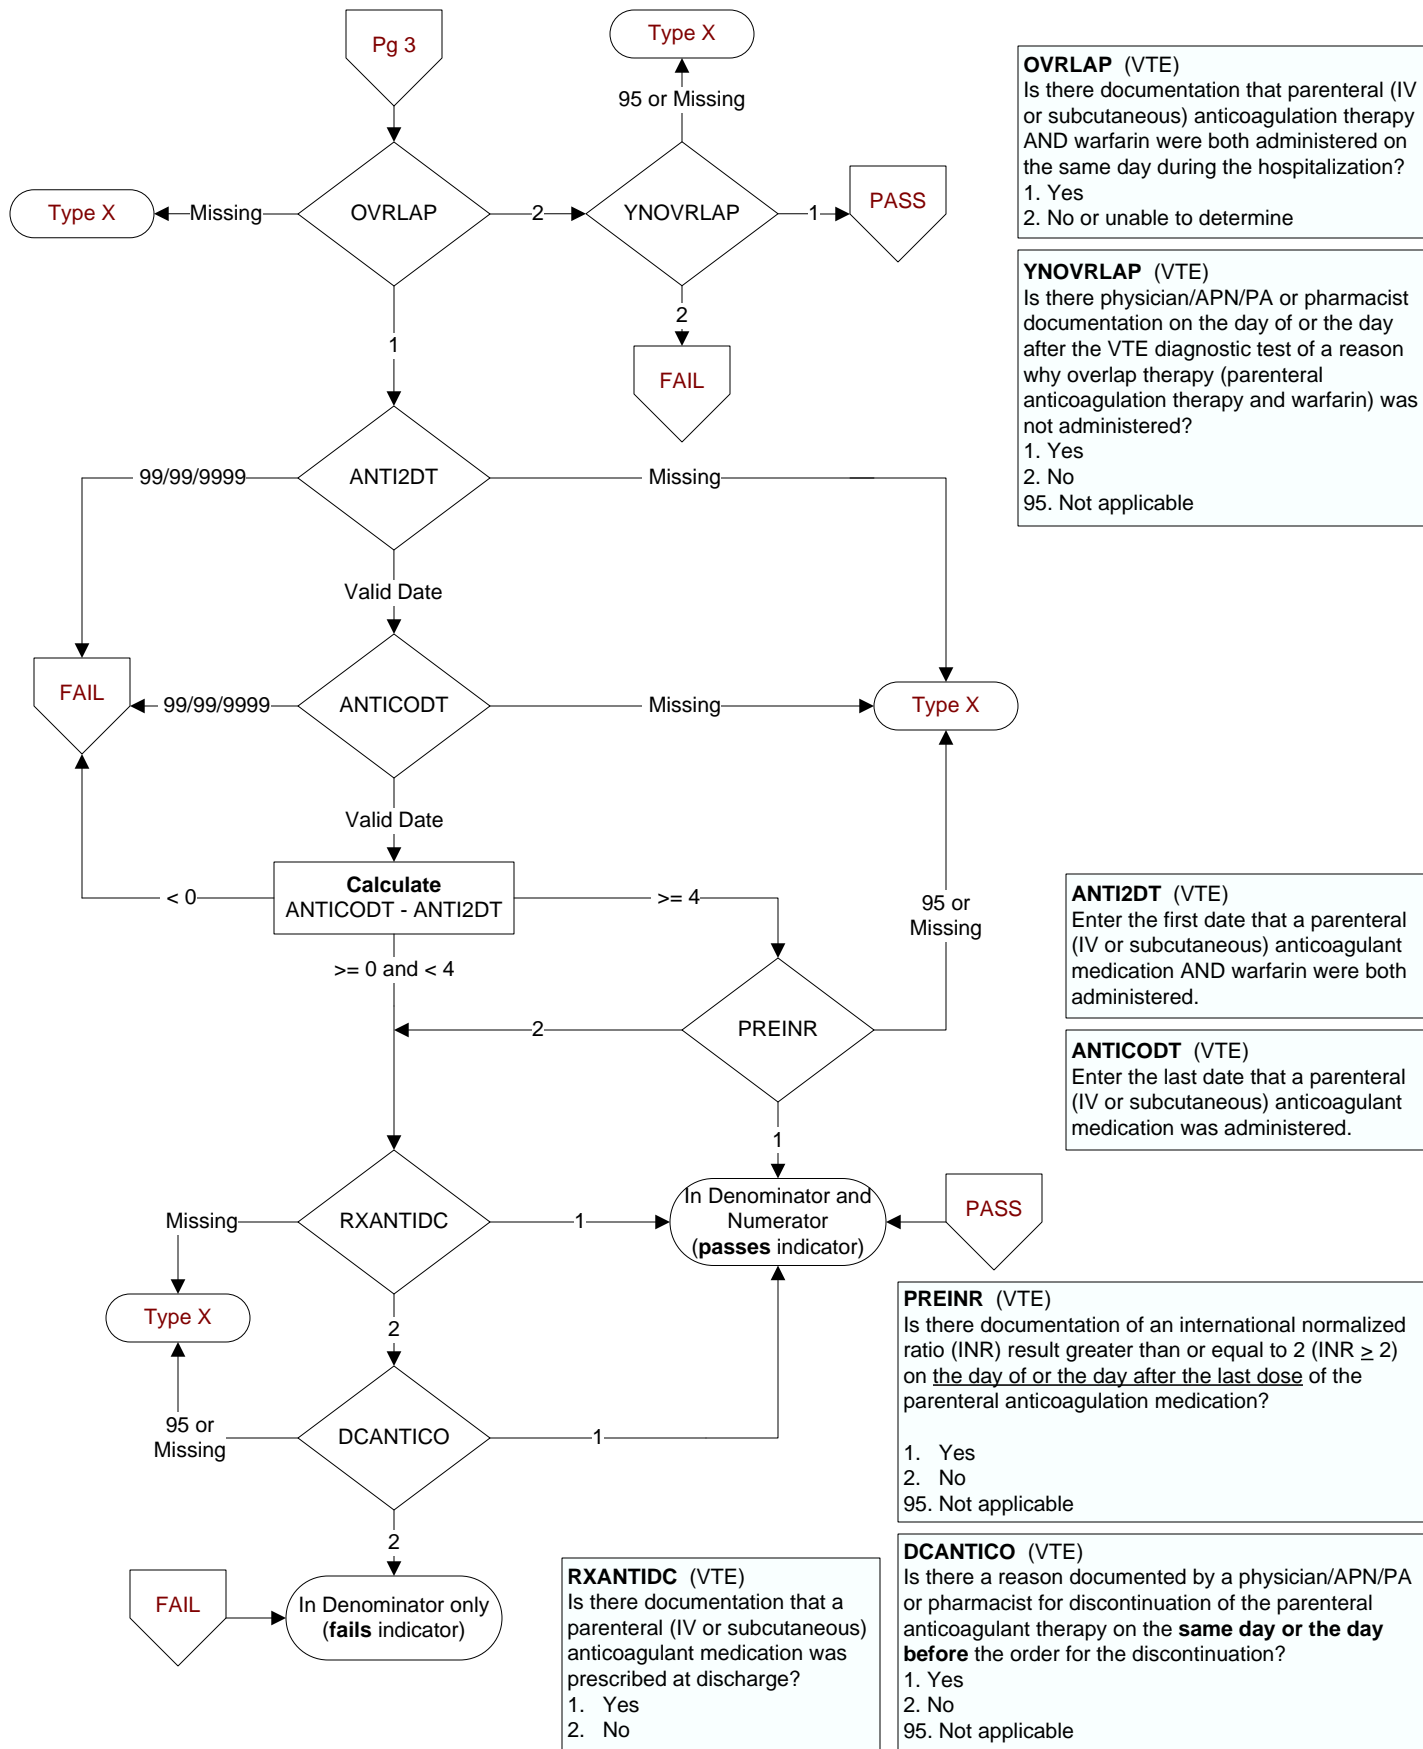 Pg 3
Type X
95 or Missing
OVRLAP
YNOVRLAP
PASS
Type X
Missing
2
1
2
FAIL
1
ANTI2DT
99/99/9999
Missing
Valid Date
FAIL
99/99/9999
ANTICODT
Missing
Type X
Valid Date
Calculate
ANTICODT - ANTI2DT
< 0
>= 4
95 or
Missing
>= 0 and < 4
PREINR
2
1
RXANTIDC
Missing
1
In Denominator and
Numerator
(passes indicator)
PASS
Type X
2
95 or
Missing
DCANTICO
1
2
FAIL
In Denominator only
(fails indicator)
OVRLAP (VTE)
Is there documentation that parenteral (IV
or subcutaneous) anticoagulation therapy
AND warfarin were both administered on
the same day during the hospitalization?
1. Yes
2. No or unable to determine
YNOVRLAP (VTE)
Is there physician/APN/PA or pharmacist
documentation on the day of or the day
after the VTE diagnostic test of a reason
why overlap therapy (parenteral
anticoagulation therapy and warfarin) was
not administered?
1. Yes
2. No
95. Not applicable
ANTI2DT (VTE)
Enter the first date that a parenteral
(IV or subcutaneous) anticoagulant
medication AND warfarin were both
administered.
ANTICODT (VTE)
Enter the last date that a parenteral
(IV or subcutaneous) anticoagulant
medication was administered.
PREINR (VTE)
Is there documentation of an international normalized
ratio (INR) result greater than or equal to 2 (INR ≥ 2)
on the day of or the day after the last dose of the
parenteral anticoagulation medication?
1. Yes
2. No
95. Not applicable
RXANTIDC (VTE)
Is there documentation that a
parenteral (IV or subcutaneous)
anticoagulant medication was
prescribed at discharge?
1. Yes
2. No
DCANTICO (VTE)
Is there a reason documented by a physician/APN/PA
or pharmacist for discontinuation of the parenteral
anticoagulant therapy on the same day or the day
before the order for the discontinuation?
1. Yes
2. No
95. Not applicable